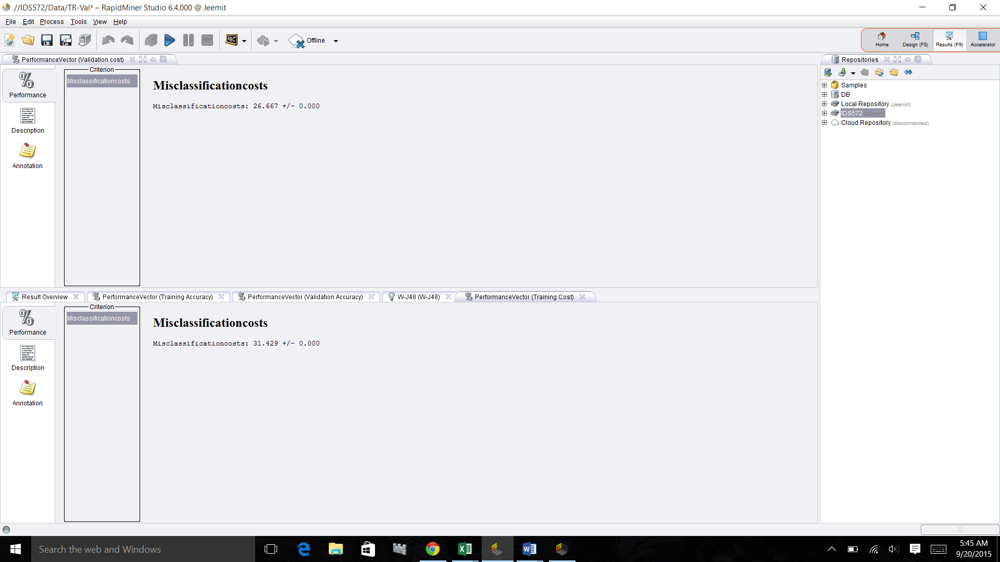 //IDS572/Data/TR-Val* – RapidMiner Studio 6.4.000 @ Jeemit
File Edit Process Tools View Help
ABC
Offline
Home
Design (F8)
Results (F9)
Accelerator
PerformanceVector (Validation cost)
Criterion
Misclassificationcosts
Performance
Description
Annotation
Misclassificationcosts
Misclassificationcosts: 26.667 +/- 0.000
Repositories
Samples
DB
Local Repository (Jeemit)
IDS572 (Jeemit)
Cloud Repository (disconnected)
Result Overview
PerformanceVector (Training Accuracy)
PerformanceVector (Validation Accuracy)
W-J48 (W-J48)
PerformanceVector (Training Cost)
Criterion
Misclassificationcosts
Performance
Description
Annotation
Misclassificationcosts
Misclassificationcosts: 31.429 +/- 0.000
Search the web and Windows
5:45 AM
9/20/2015